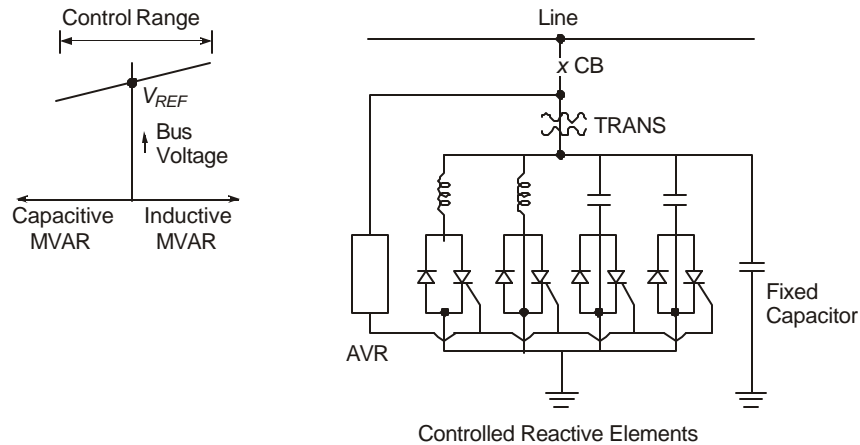 Control Range
V_REF
Bus
Voltage
Capacitive
MVAR
Inductive
MVAR
Line
x CB
TRANS
AVR
Fixed
Capacitor
Controlled Reactive Elements